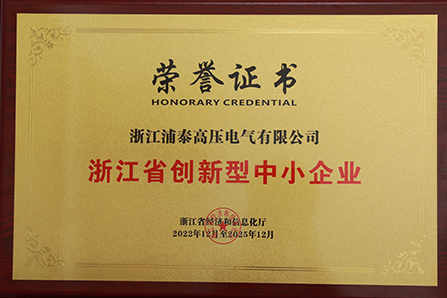 荣誉证书
HONORARY CREDENTIAL
浙江浦泰高压电气有限公司
浙江省创新型中小企业
浙江省经济和信息化厅
2022年12月至2025年12月